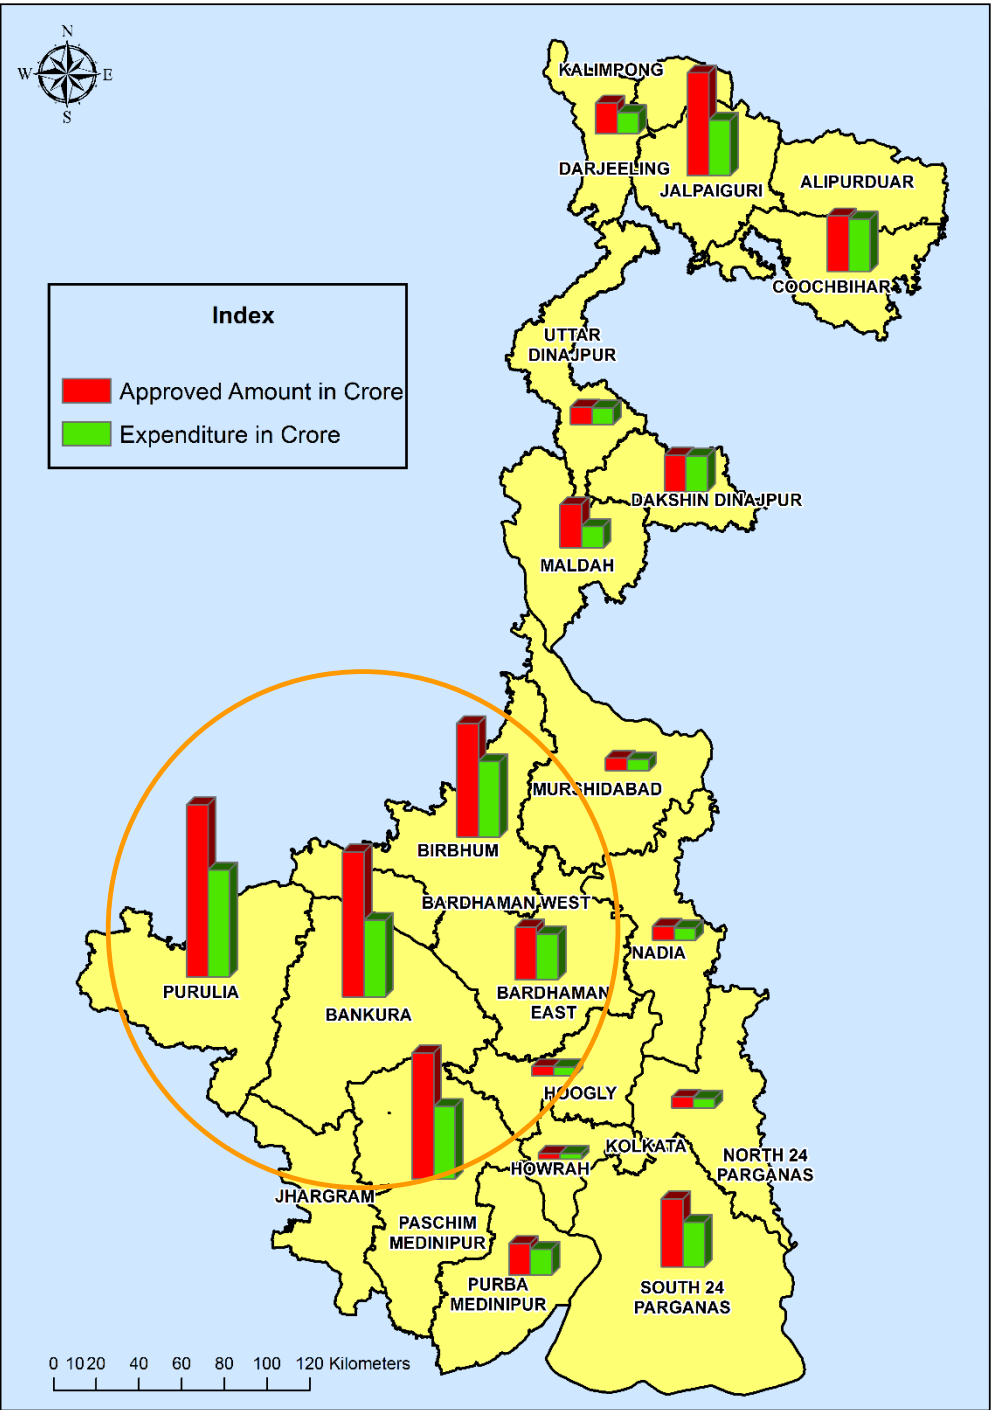 N
W
E
S
KALIMPONG
DARJEELING
JALPAIGURI
ALIPURDUAR
COOCHBIHAR
Index
Approved Amount in Crore
Expenditure in Crore
UTTAR
DINAJPUR
DAKSHIN DINAJPUR
MALDAH
MURSHIDABAD
BIRBHUM
BARDHAMAN WEST
NADIA
PURULIA
BANKURA
BARDHAMAN
EAST
HOOGLY
KOLKATA
NORTH 24
PARGANAS
HOWRAH
JHARGRAM
PASCHIM
MEDINIPUR
PURBA
MEDINIPUR
SOUTH 24
PARGANAS
0 10 20 40 60 80 100 120 Kilometers